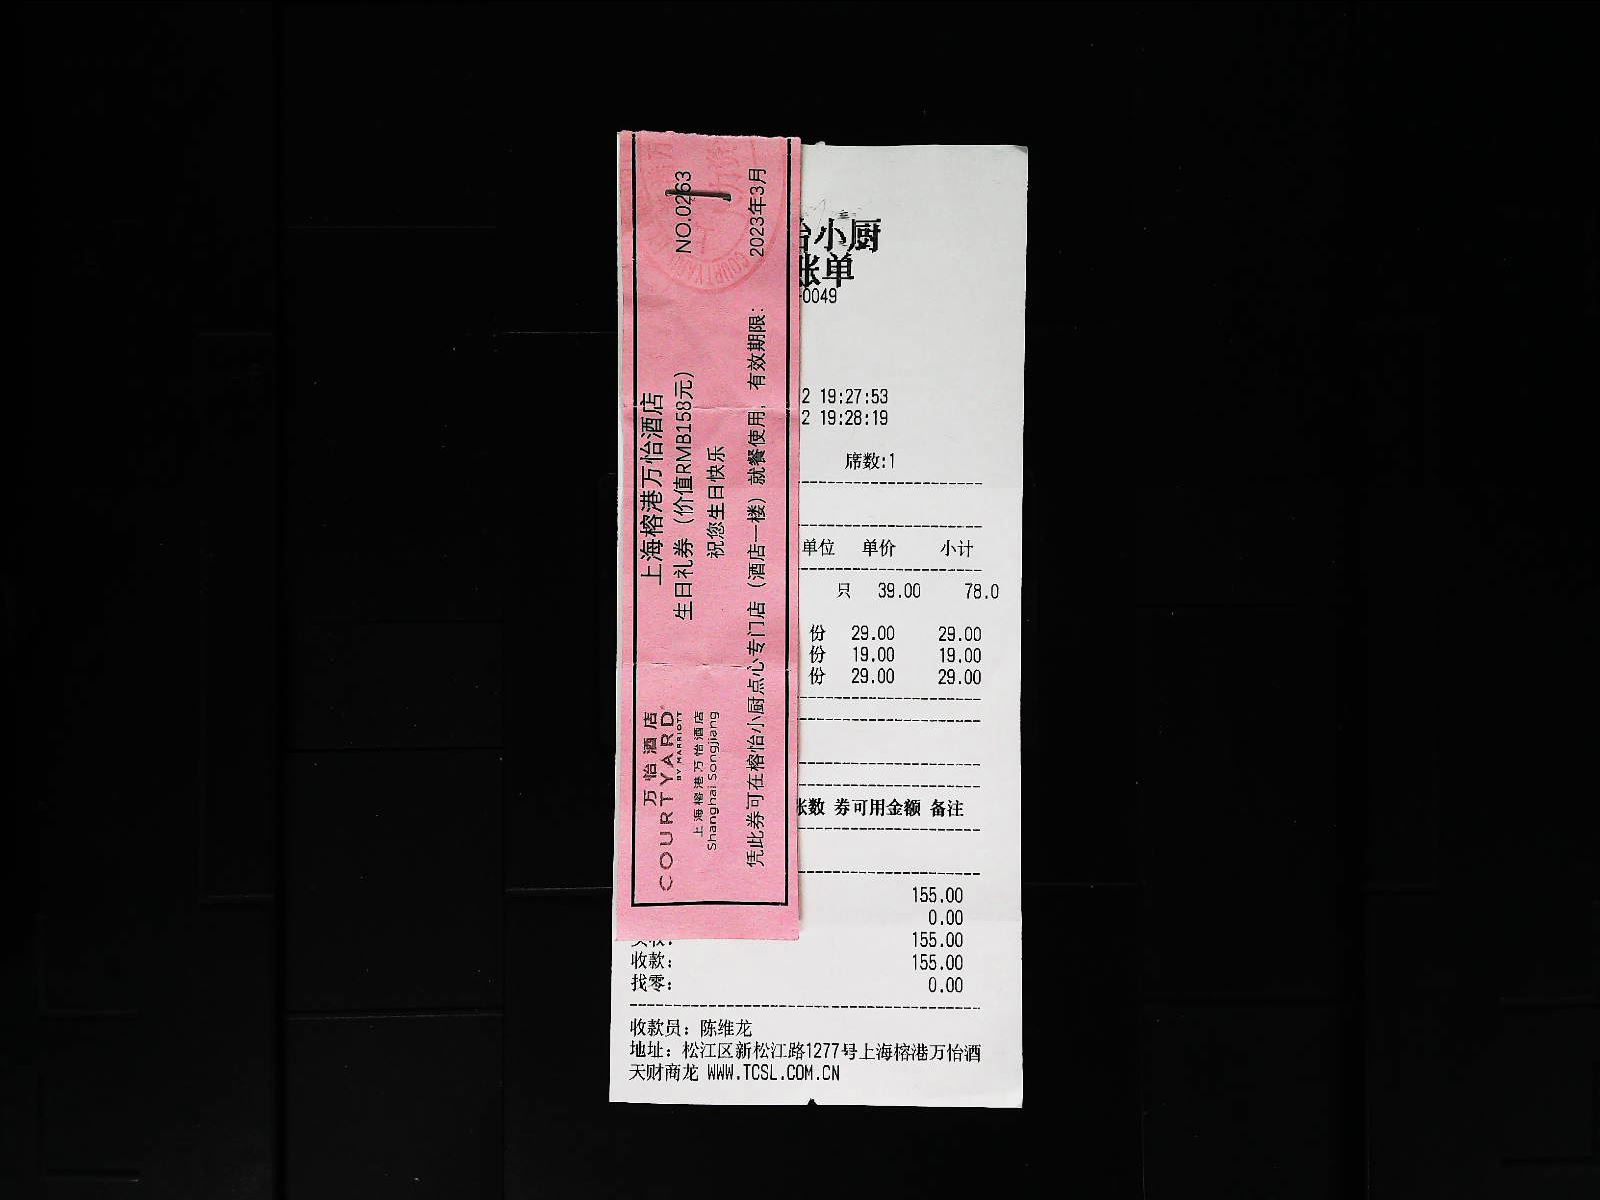 上海榕港万怡酒店
生日礼券（价值RMB158元）
NO.0263
祝您生日快乐
凭此券可在榕怡小厨点心专门店（酒店一楼）就餐使用，有效期限：2023年3月
万怡酒店
COURTYARD
BY MARRIOTT
上海榕港万怡酒店
Shanghai Songjiang
怡小厨
账单
-0049
2 19:27:53
2 19:28:19
席数:1
单位 单价 小计
只 39.00 78.0
份 29.00 29.00
份 19.00 19.00
份 29.00 29.00
张数 券可用金额 备注
155.00
0.00
155.00
收款: 155.00
找零: 0.00
收款员: 陈维龙
地址: 松江区新松江路1277号上海榕港万怡酒
天财商龙 WWW.TCSL.COM.CN